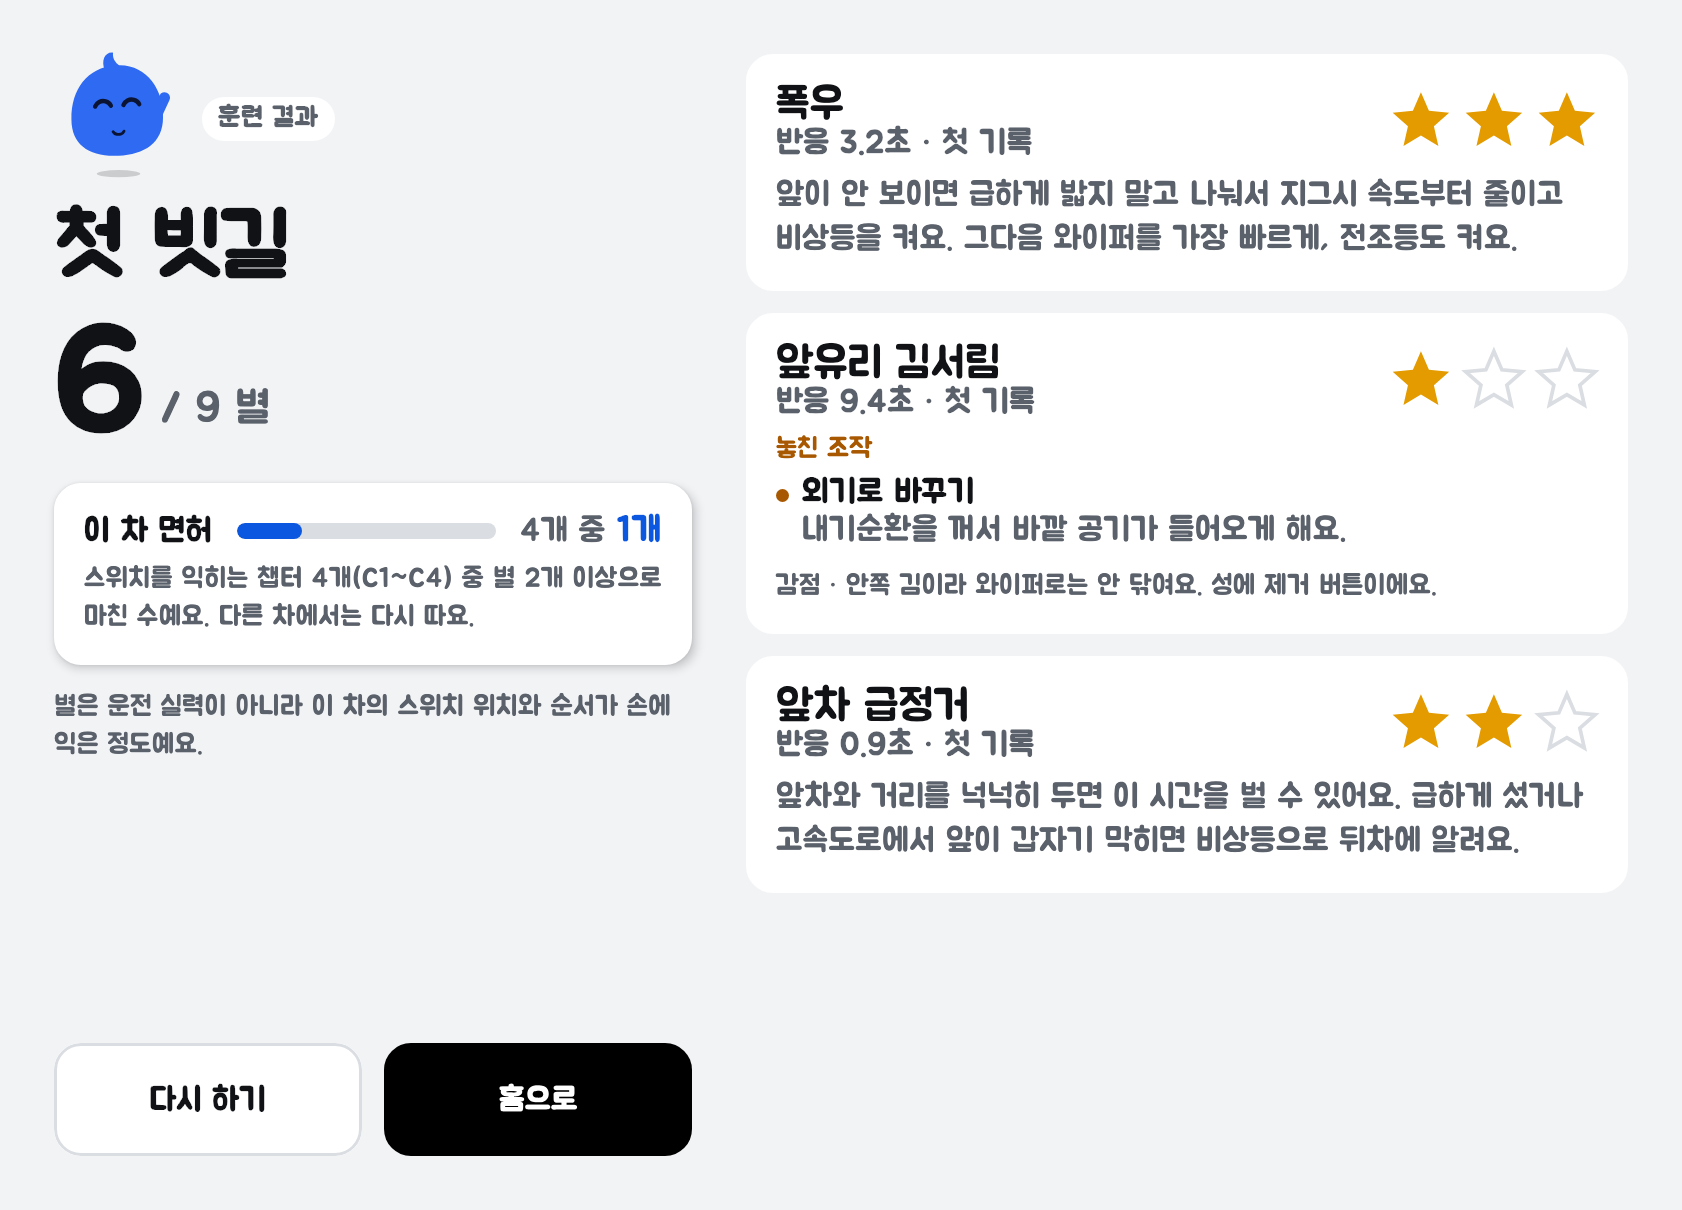 훈련 결과
첫 빗길
6 / 9 별
이 차 면허 4개 중 1개
스위치를 익히는 챕터 4개(C1~C4) 중 별 2개 이상으로
마친 수예요. 다른 차에서는 다시 따요.
별은 운전 실력이 아니라 이 차의 스위치 위치와 순서가 손에
익은 정도예요.
다시 하기
홈으로
폭우
반응 3.2초 · 첫 기록
앞이 안 보이면 급하게 밟지 말고 나눠서 지그시 속도부터 줄이고
비상등을 켜요. 그다음 와이퍼를 가장 빠르게, 전조등도 켜요.
앞유리 김서림
반응 9.4초 · 첫 기록
놓친 조작
외기로 바꾸기
내기순환을 꺼서 바깥 공기가 들어오게 해요.
감점 · 안쪽 김이라 와이퍼로는 안 닦여요. 성에 제거 버튼이에요.
앞차 급정거
반응 0.9초 · 첫 기록
앞차와 거리를 넉넉히 두면 이 시간을 벌 수 있어요. 급하게 섰거나
고속도로에서 앞이 갑자기 막히면 비상등으로 뒤차에 알려요.